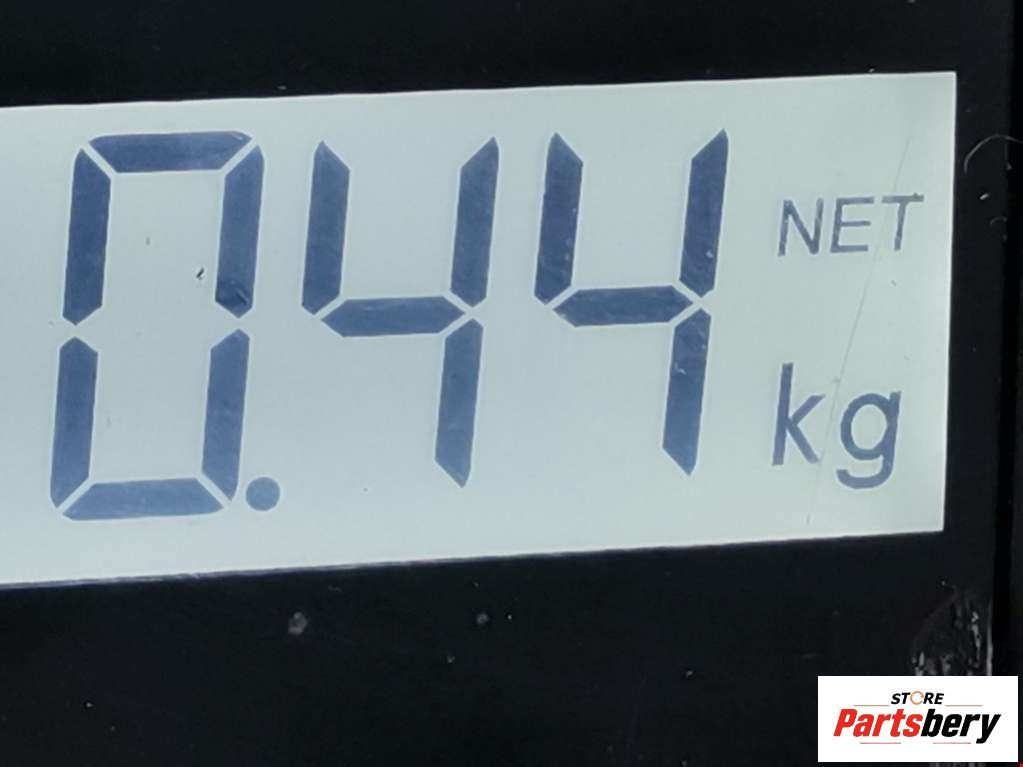 0.44 NET
kg
STORE
Partsbery